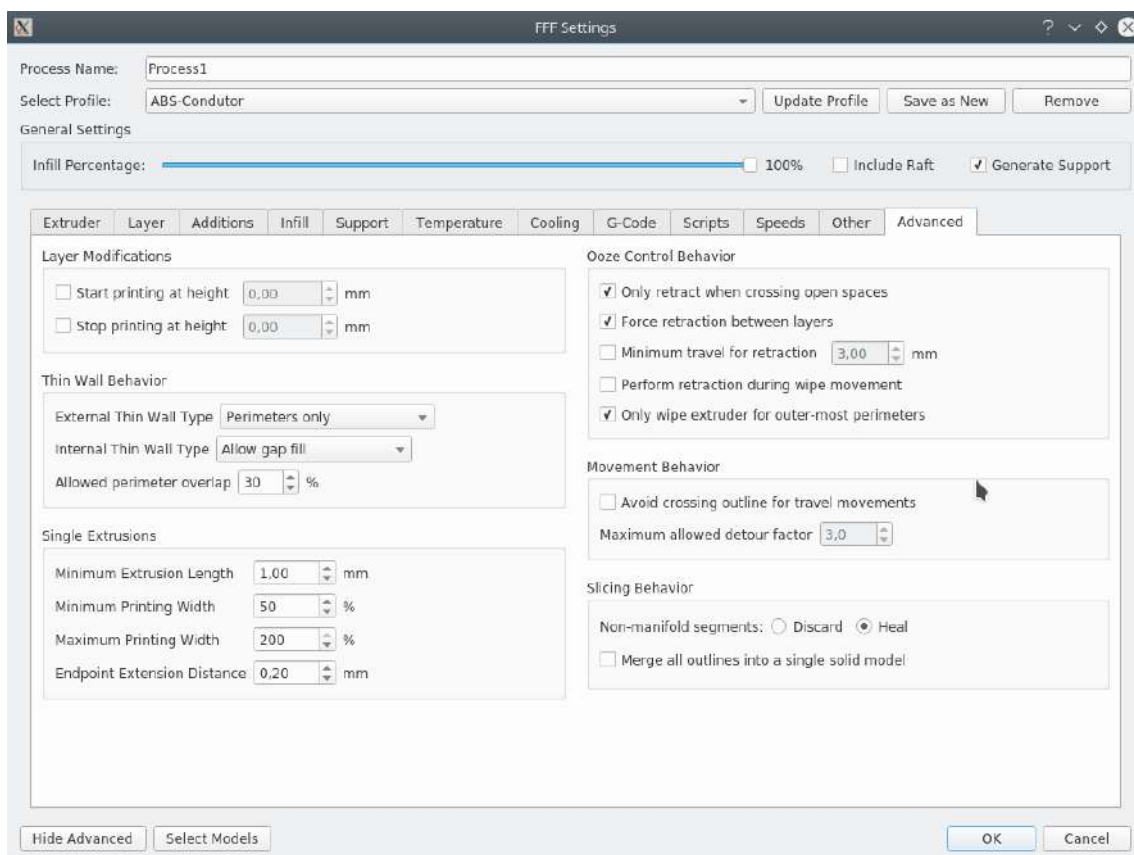 FFF Settings
Process Name: Process1
Select Profile: ABS-Condutor Update Profile Save as New Remove
General Settings
Infill Percentage: 100% Include Raft Generate Support
Extruder Layer Additions Infill Support Temperature Cooling G-Code Scripts Speeds Other Advanced
Layer Modifications
Start printing at height 0,00 mm
Stop printing at height 0,00 mm
Thin Wall Behavior
External Thin Wall Type Perimeters only
Internal Thin Wall Type Allow gap fill
Allowed perimeter overlap 30 %
Single Extrusions
Minimum Extrusion Length 1,00 mm
Minimum Printing Width 50 %
Maximum Printing Width 200 %
Endpoint Extension Distance 0,20 mm
Ooze Control Behavior
Only retract when crossing open spaces
Force retraction between layers
Minimum travel for retraction 3,00 mm
Perform retraction during wipe movement
Only wipe extruder for outer-most perimeters
Movement Behavior
Avoid crossing outline for travel movements
Maximum allowed detour factor 3,0
Slicing Behavior
Non-manifold segments: Discard Heal
Merge all outlines into a single solid model
Hide Advanced Select Models OK Cancel